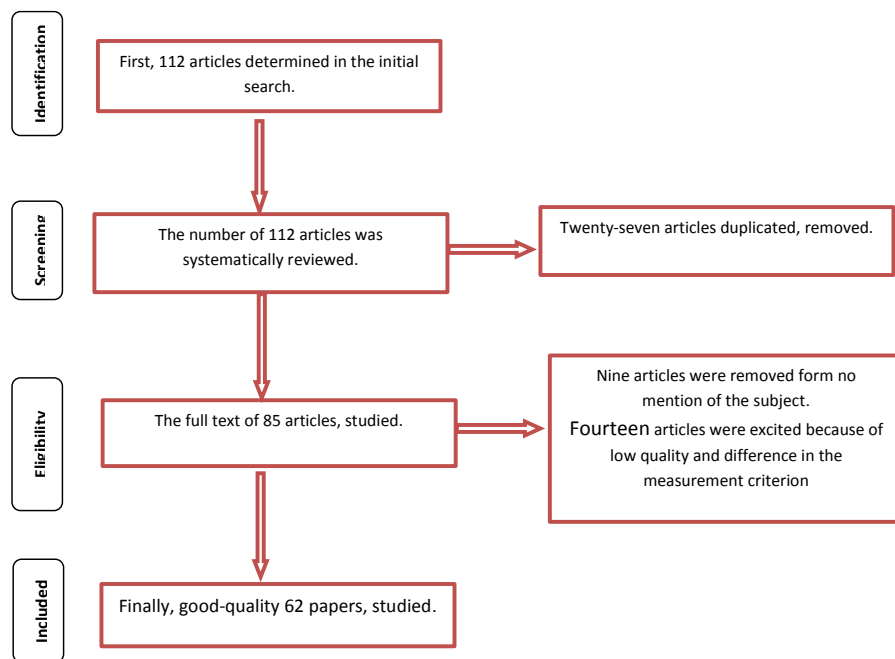 Identification
First, 112 articles determined in the initial
search.
Screening
The number of 112 articles was
systematically reviewed.
Twenty-seven articles duplicated, removed.
Eligibility
The full text of 85 articles, studied.
Nine articles were removed form no
mention of the subject.
Fourteen articles were excited because of
low quality and difference in the
measurement criterion
Included
Finally, good-quality 62 papers, studied.